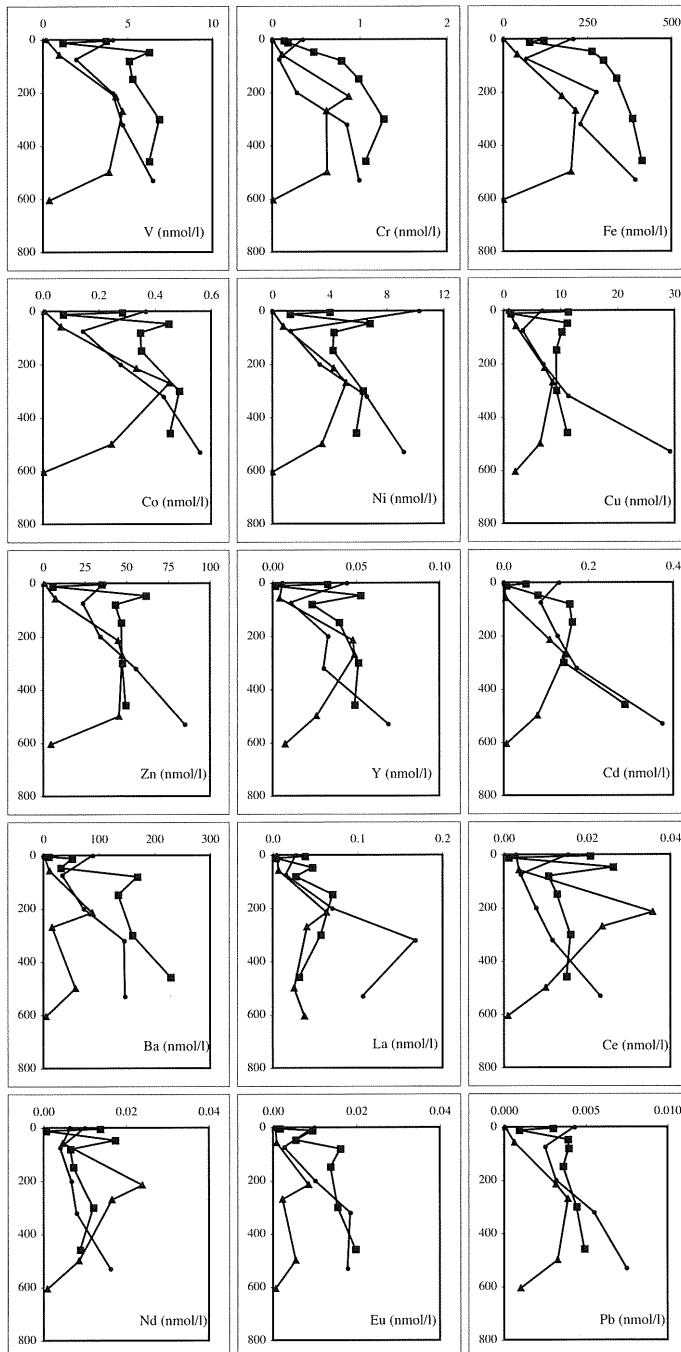 0 5 10
0
200
400
600
800
V (nmol/l)
0 1 2
0
200
400
600
800
Cr (nmol/l)
0 250 500
0
200
400
600
800
Fe (nmol/l)
0.0 0.2 0.4 0.6
0
200
400
600
800
Co (nmol/l)
0 4 8 12
0
200
400
600
800
Ni (nmol/l)
0 10 20 30
0
200
400
600
800
Cu (nmol/l)
0 25 50 75 100
0
200
400
600
800
Zn (nmol/l)
0.00 0.05 0.10
0
200
400
600
800
Y (nmol/l)
0.0 0.2 0.4
0
200
400
600
800
Cd (nmol/l)
0 100 200 300
0
200
400
600
800
Ba (nmol/l)
0.0 0.1 0.2
0
200
400
600
800
La (nmol/l)
0.00 0.02 0.04
0
200
400
600
800
Ce (nmol/l)
0.00 0.02 0.04
0
200
400
600
800
Nd (nmol/l)
0.00 0.02 0.04
0
200
400
600
800
Eu (nmol/l)
0.000 0.005 0.010
0
200
400
600
800
Pb (nmol/l)